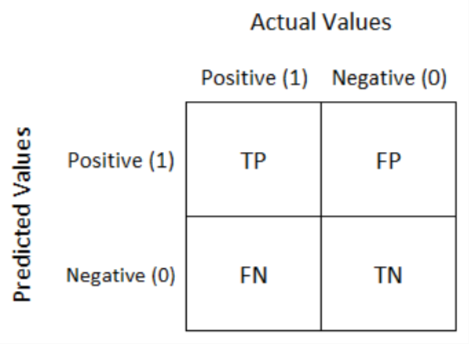 Actual Values
Positive (1) Negative (0)
Predicted Values
Positive (1) TP FP
Negative (0) FN TN